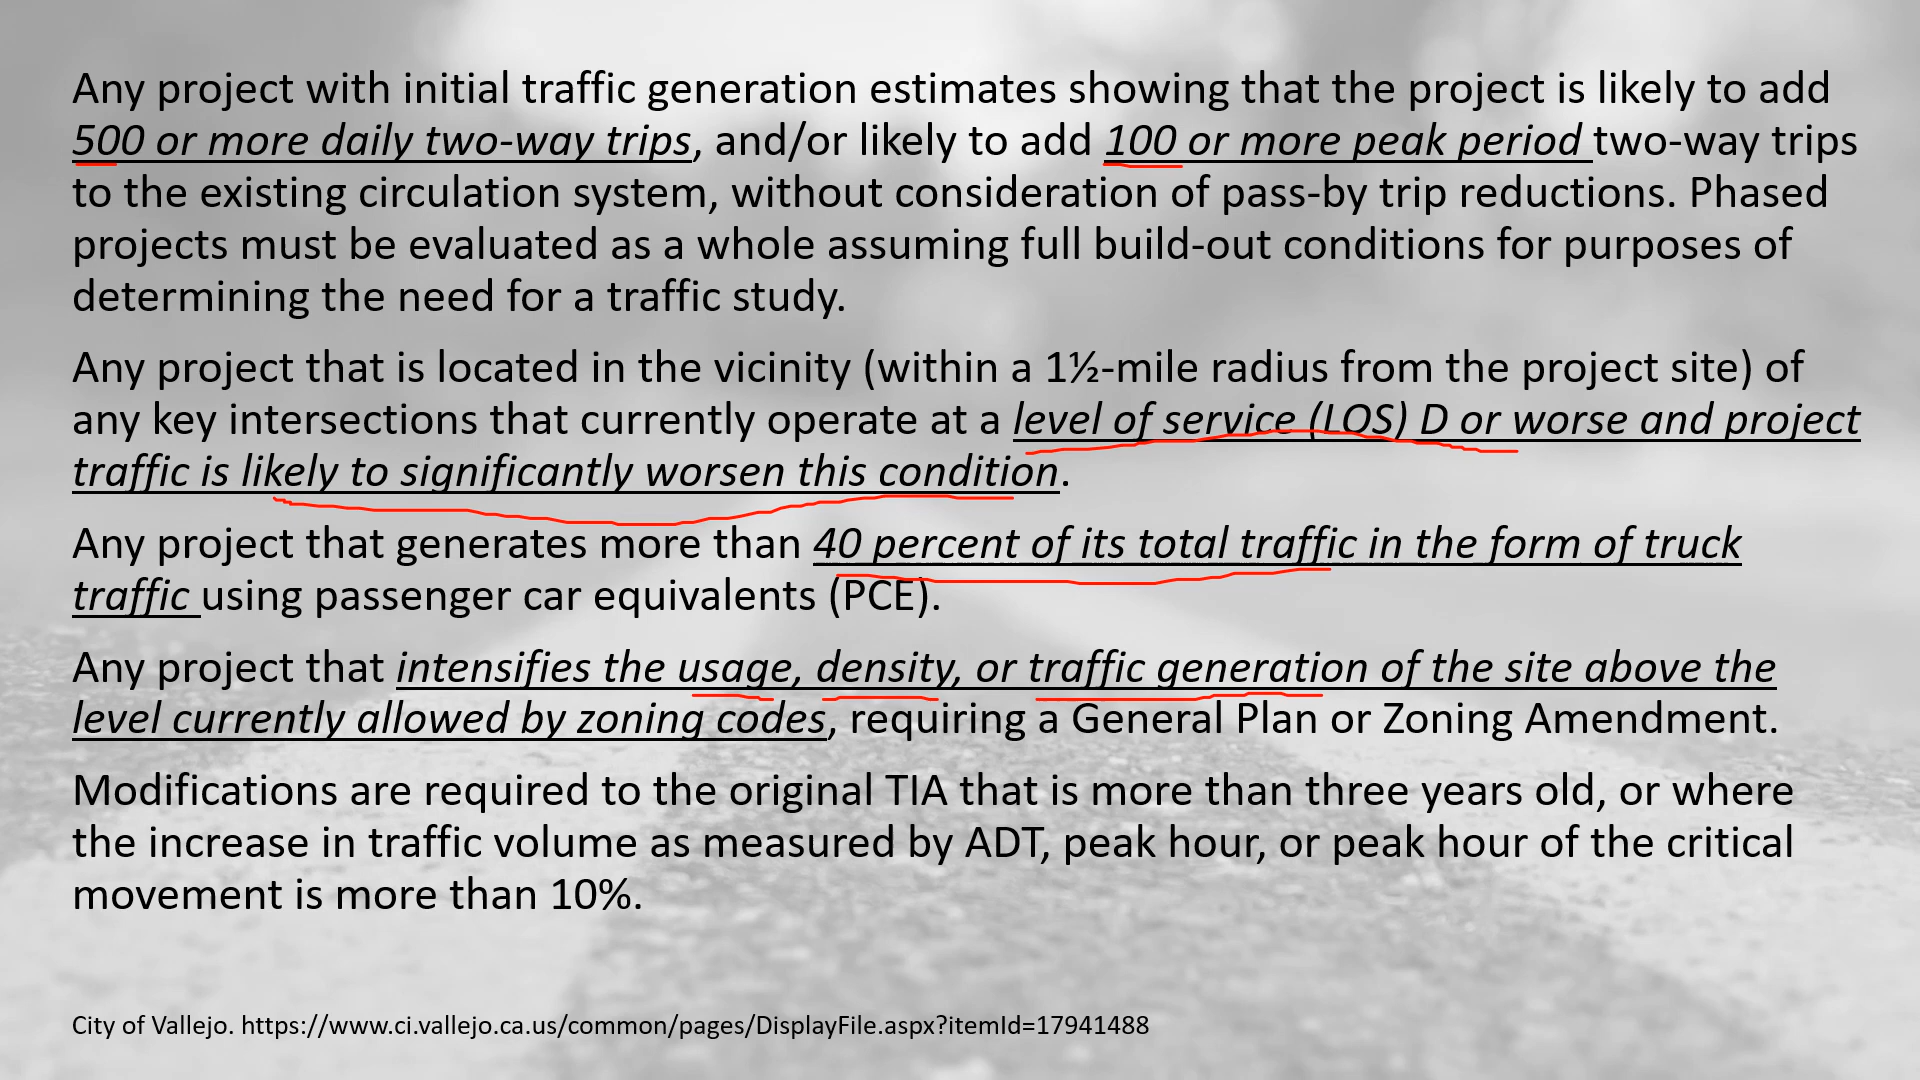 Any project with initial traffic generation estimates showing that the project is likely to add
500 or more daily two-way trips, and/or likely to add 100 or more peak period two-way trips
to the existing circulation system, without consideration of pass-by trip reductions. Phased
projects must be evaluated as a whole assuming full build-out conditions for purposes of
determining the need for a traffic study.
Any project that is located in the vicinity (within a 1½-mile radius from the project site) of
any key intersections that currently operate at a level of service (LOS) D or worse and project
traffic is likely to significantly worsen this condition.
Any project that generates more than 40 percent of its total traffic in the form of truck
traffic using passenger car equivalents (PCE).
Any project that intensifies the usage, density, or traffic generation of the site above the
level currently allowed by zoning codes, requiring a General Plan or Zoning Amendment.
Modifications are required to the original TIA that is more than three years old, or where
the increase in traffic volume as measured by ADT, peak hour, or peak hour of the critical
movement is more than 10%.
City of Vallejo. https://www.ci.vallejo.ca.us/common/pages/DisplayFile.aspx?itemId=17941488